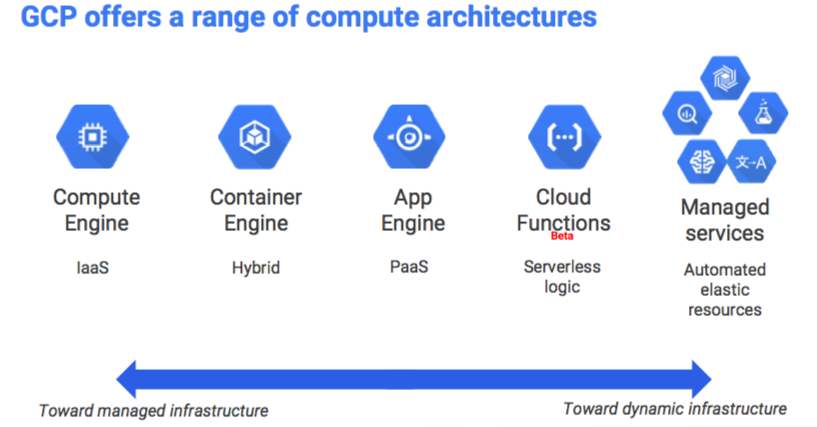 GCP offers a range of compute architectures
文→A
Compute
Engine
IaaS
Container
Engine
Hybrid
App
Engine
PaaS
Cloud
Functions
Beta
Serverless
logic
Managed
services
Automated
elastic
resources
Toward managed infrastructure
Toward dynamic infrastructure